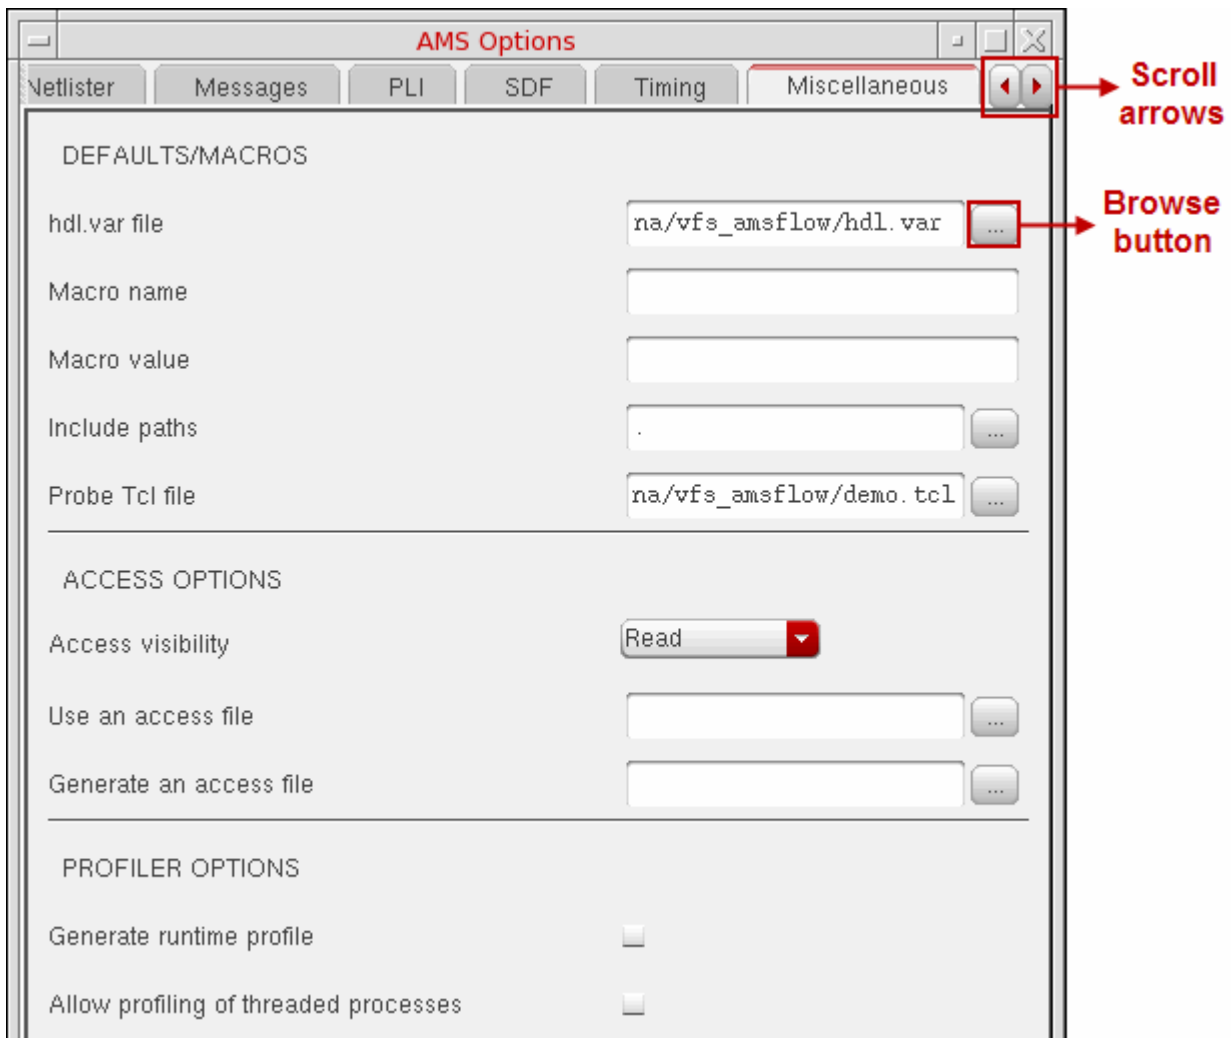 AMS Options
Netlister Messages PLI SDF Timing Miscellaneous
Scroll
arrows
DEFAULTS/MACROS
hdl.var file na/vfs_amsflow/hdl.var ...
Browse
button
Macro name
Macro value
Include paths . ...
Probe Tcl file na/vfs_amsflow/demo.tcl ...
ACCESS OPTIONS
Access visibility Read
Use an access file ...
Generate an access file ...
PROFILER OPTIONS
Generate runtime profile
Allow profiling of threaded processes